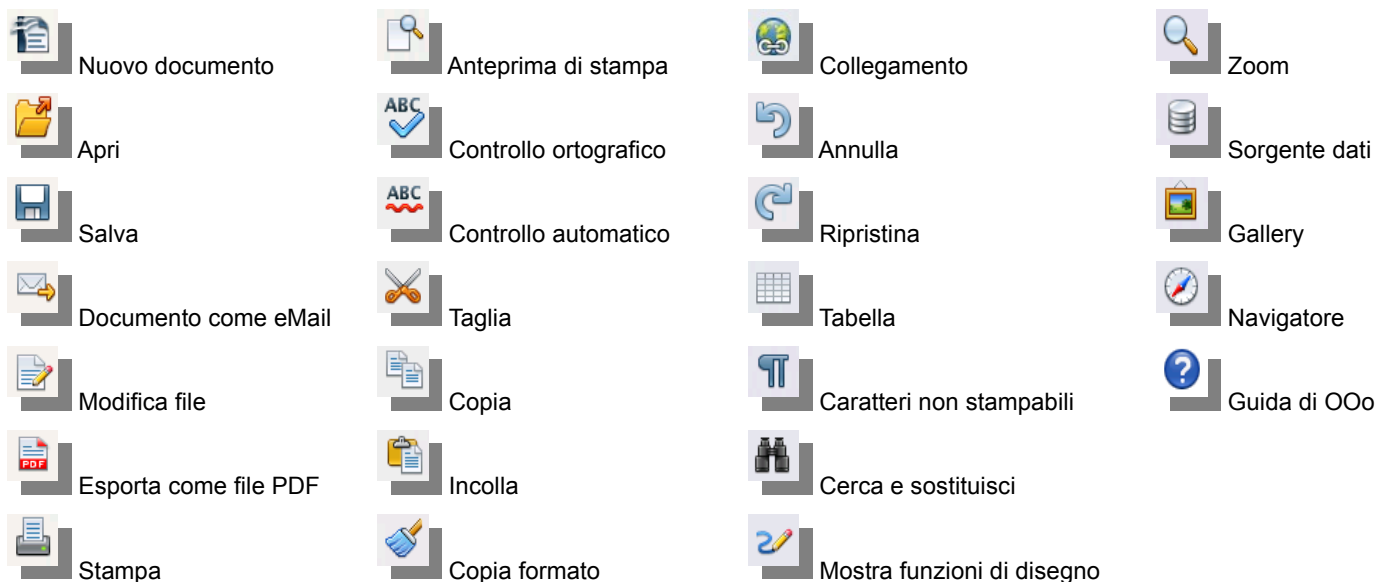 Nuovo documento
Apri
Salva
Documento come eMail
Modifica file
PDF
Esporta come file PDF
Stampa
Anteprima di stampa
ABC
Controllo ortografico
ABC
Controllo automatico
Taglia
Copia
Incolla
Copia formato
Collegamento
Annulla
Ripristina
Tabella
¶
Caratteri non stampabili
Cerca e sostituisci
Mostra funzioni di disegno
Zoom
Sorgente dati
Gallery
Navigatore
?
Guida di OOo